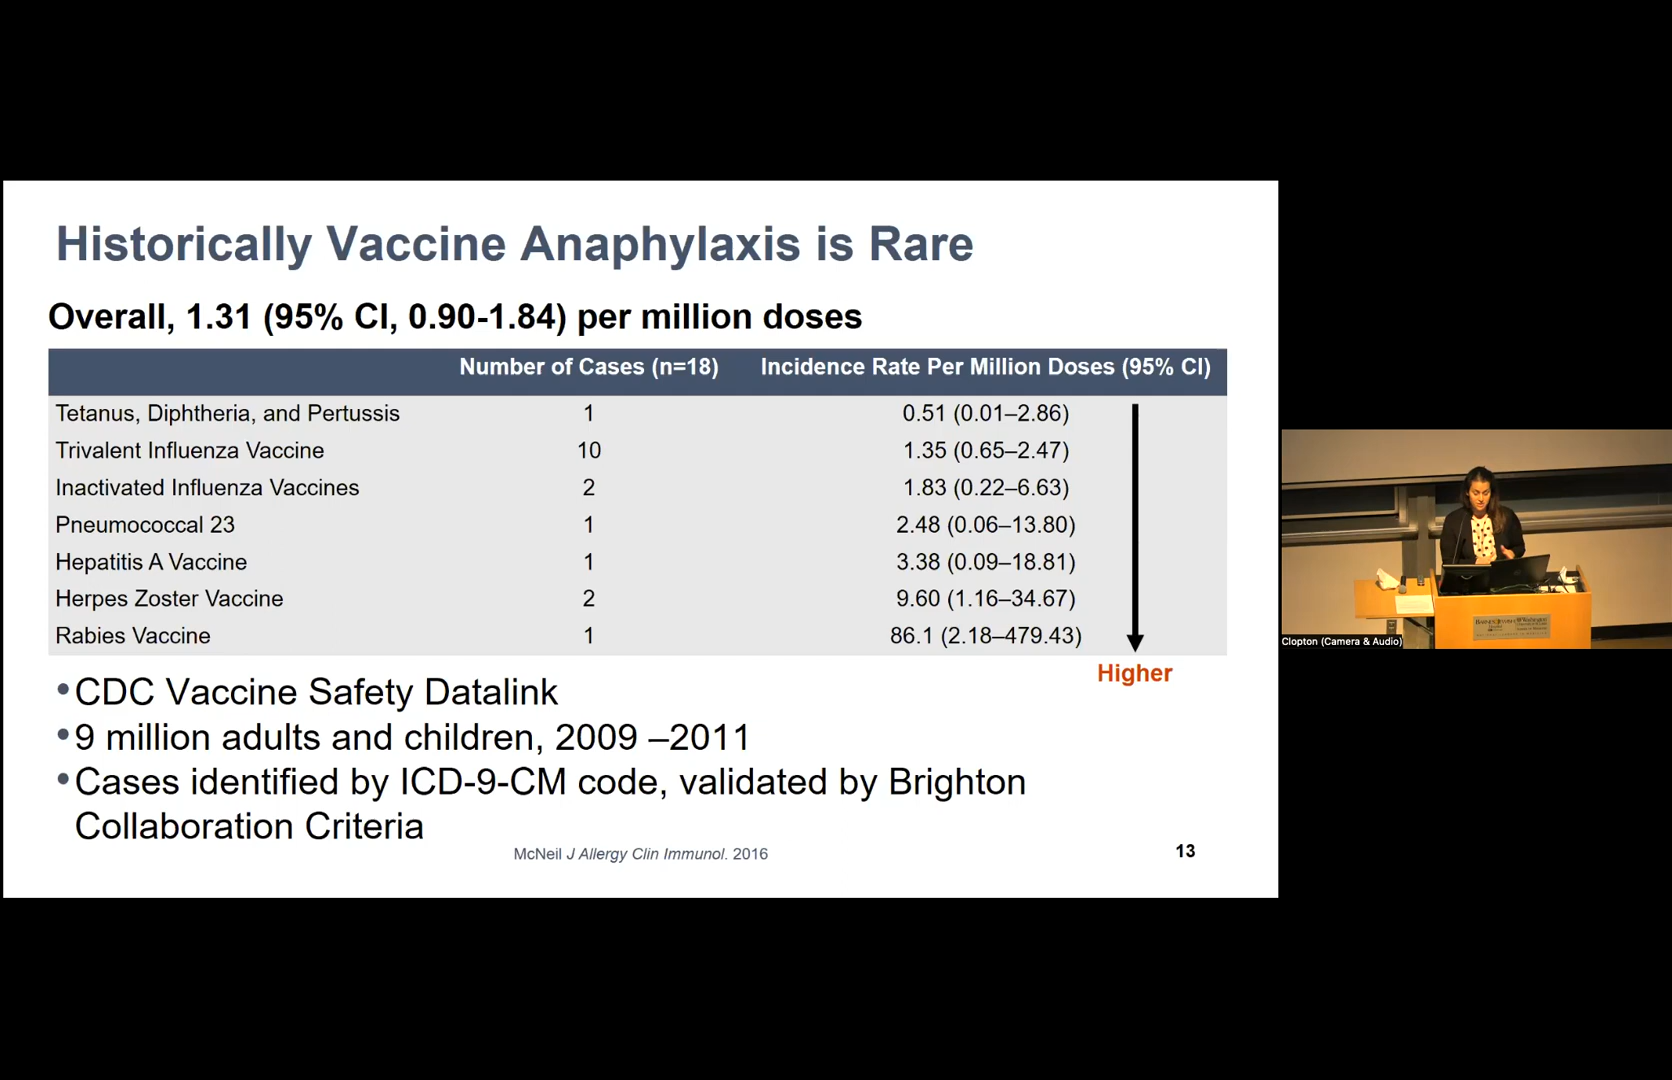 Historically Vaccine Anaphylaxis is Rare
Overall, 1.31 (95% CI, 0.90-1.84) per million doses
Number of Cases (n=18) Incidence Rate Per Million Doses (95% CI)
Tetanus, Diphtheria, and Pertussis 1 0.51 (0.01–2.86)
Trivalent Influenza Vaccine 10 1.35 (0.65–2.47)
Inactivated Influenza Vaccines 2 1.83 (0.22–6.63)
Pneumococcal 23 1 2.48 (0.06–13.80)
Hepatitis A Vaccine 1 3.38 (0.09–18.81)
Herpes Zoster Vaccine 2 9.60 (1.16–34.67)
Rabies Vaccine 1 86.1 (2.18–479.43)
Higher
•CDC Vaccine Safety Datalink
•9 million adults and children, 2009 –2011
•Cases identified by ICD-9-CM code, validated by Brighton
Collaboration Criteria
McNeil J Allergy Clin Immunol. 2016
13
Clopton (Camera & Audio)